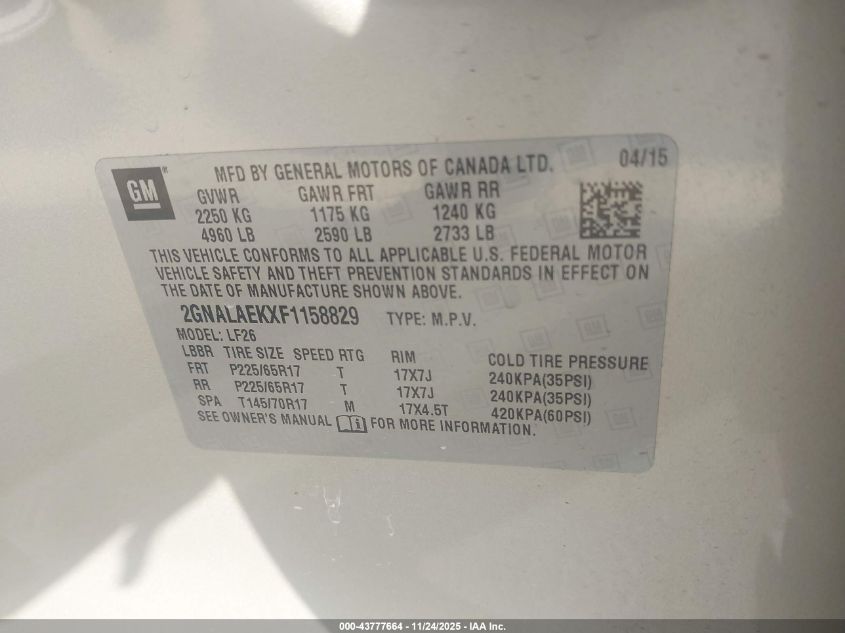 MFD BY GENERAL MOTORS OF CANADA LTD. 04/15
GM
GVWR GAWR FRT GAWR RR
2250 KG 1175 KG 1240 KG
4960 LB 2590 LB 2733 LB
THIS VEHICLE CONFORMS TO ALL APPLICABLE U.S. FEDERAL MOTOR
VEHICLE SAFETY AND THEFT PREVENTION STANDARDS IN EFFECT ON
THE DATE OF MANUFACTURE SHOWN ABOVE.
2GNALAEKXF1158829 TYPE: M.P.V.
MODEL: LF26
LBBR TIRE SIZE SPEED RTG RIM COLD TIRE PRESSURE
FRT P225/65R17 T 17X7J 240KPA(35PSI)
RR P225/65R17 T 17X7J 240KPA(35PSI)
SPA T145/70R17 M 17X4.5T 420KPA(60PSI)
SEE OWNER'S MANUAL FOR MORE INFORMATION.
000-43777664 - 11/24/2025 - IAA Inc.